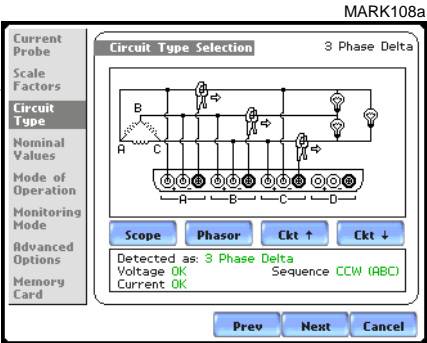 MARK108a
Current
Probe
Scale
Factors
Circuit
Type
Nominal
Values
Mode of
Operation
Monitoring
Mode
Advanced
Options
Memory
Card
Circuit Type Selection 3 Phase Delta
B
A C
A B C D
Scope Phasor Ckt ↑ Ckt ↓
Detected as: 3 Phase Delta
Voltage OK Sequence CCW (ABC)
Current OK
Prev Next Cancel